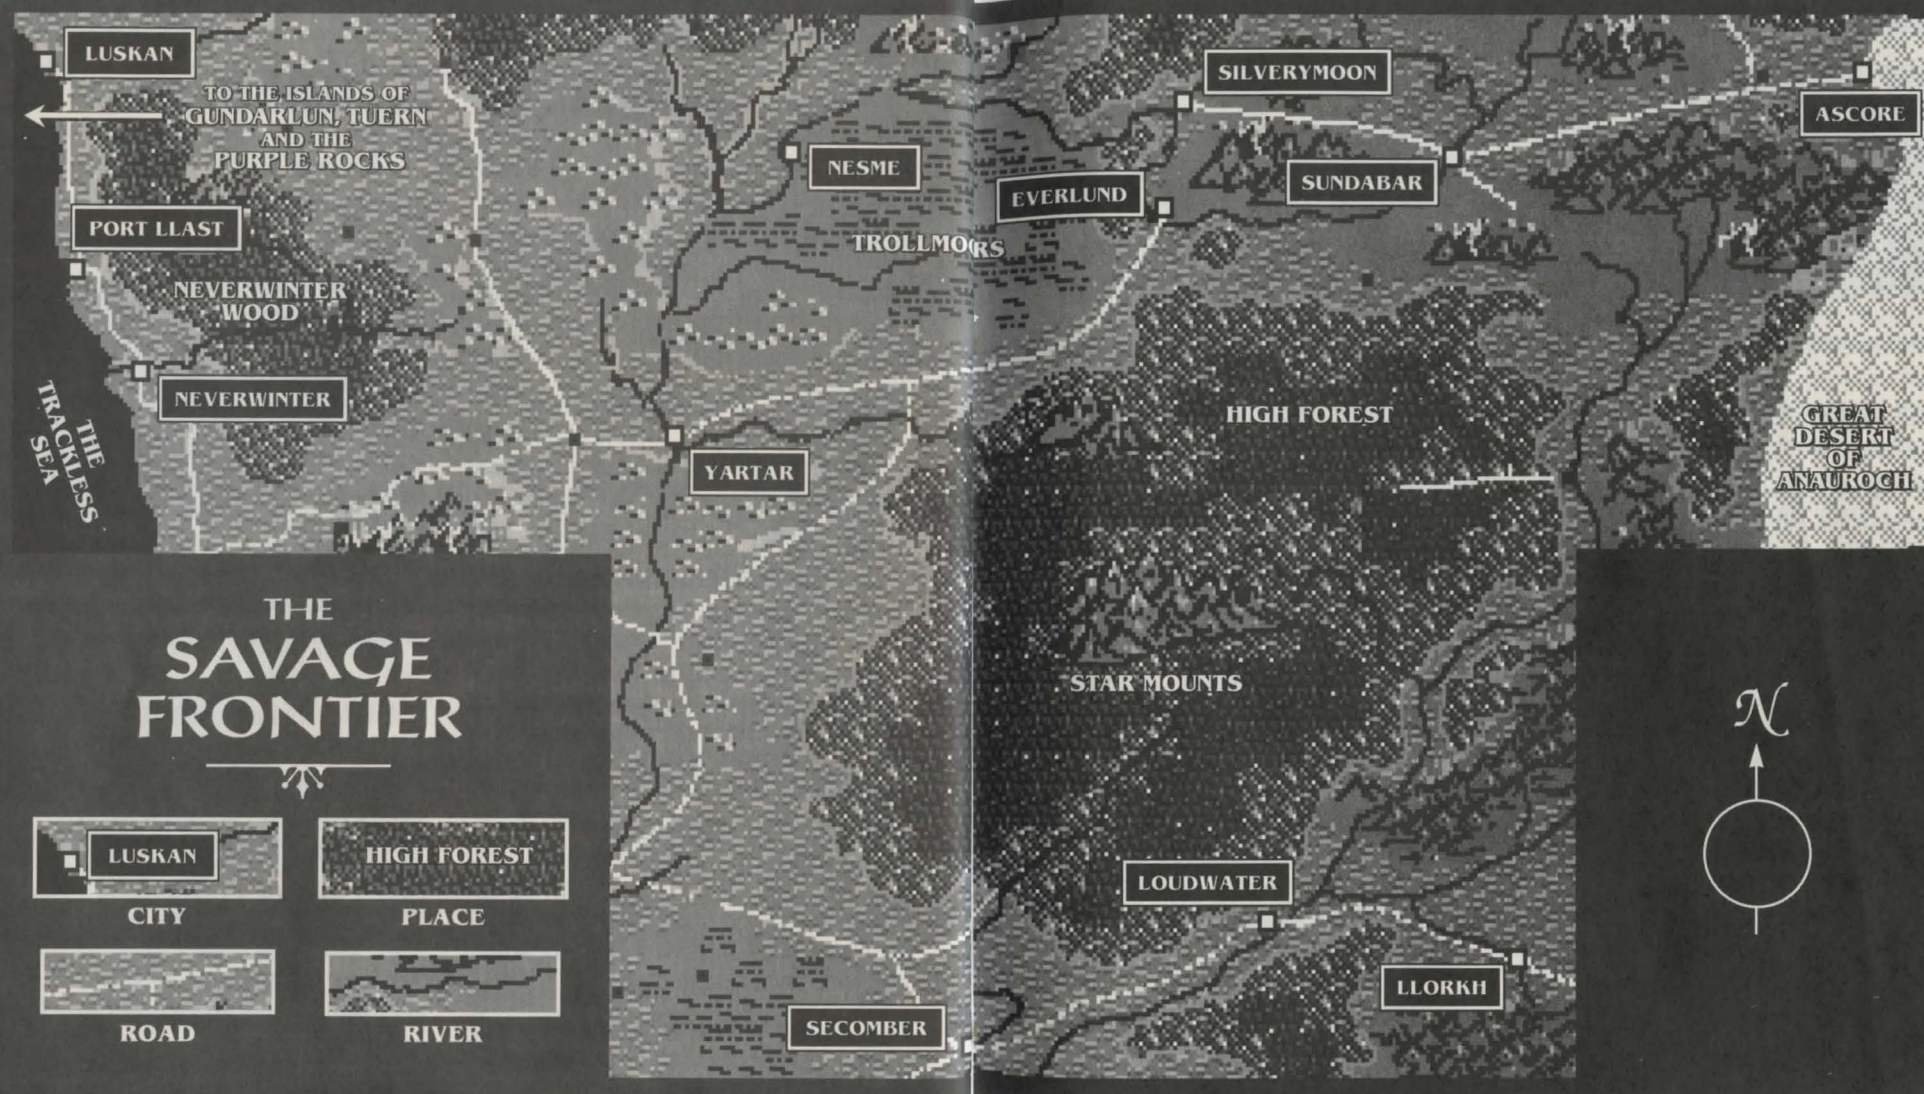 LUSKAN
TO THE ISLANDS OF
GUNDARLUN, TUERN
AND THE
PURPLE ROCKS
PORT LLAST
NEVERWINTER
WOOD
NEVERWINTER
THE
TRACKLESS
SEA
NESME
TROLLMOORS
EVERLUND
SILVERYMOON
SUNDABAR
ASCORE
YARTAR
HIGH FOREST
GREAT
DESERT
OF
ANAUROCH
STAR MOUNTS
LOUDWATER
LLORKH
SECOMBER
THE
SAVAGE
FRONTIER
LUSKAN
CITY
HIGH FOREST
PLACE
ROAD
RIVER
N